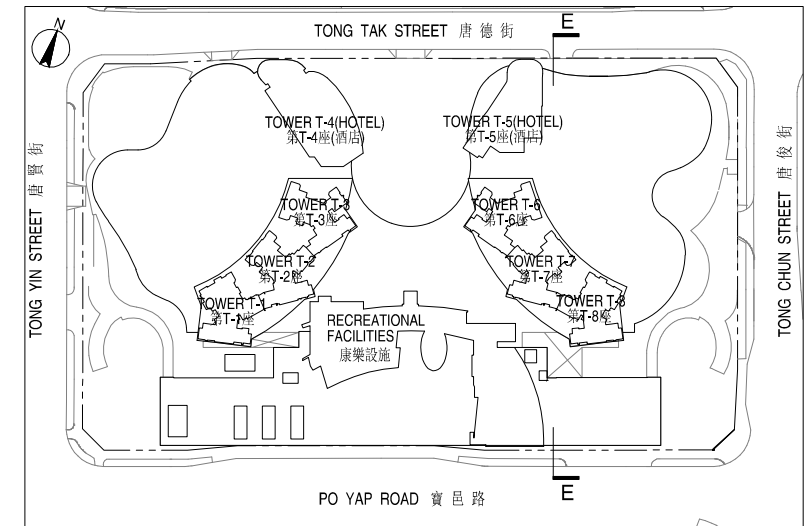 N
TONG TAK STREET 唐德街
E
TOWER T-4(HOTEL)
第T-4座(酒店)
TOWER T-5(HOTEL)
第T-5座(酒店)
TONG YIN STREET 唐賢街
TONG CHUN STREET 唐俊街
TOWER T-3
第T-3座
TOWER T-6
第T-6座
TOWER T-2
第T-2座
TOWER T-7
第T-7座
TOWER T-1
第T-1座
TOWER T-8
第T-8座
RECREATIONAL
FACILITIES
康樂設施
E
PO YAP ROAD 寶邑路